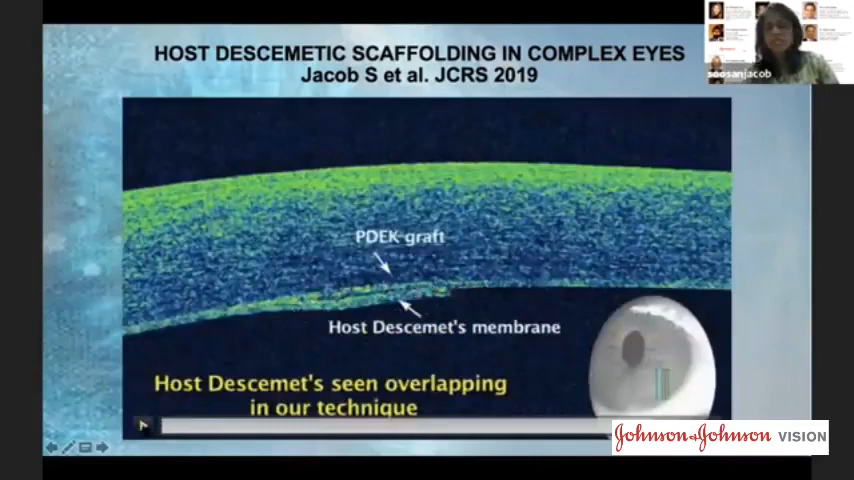 HOST DESCEMETIC SCAFFOLDING IN COMPLEX EYES
Jacob S et al. JCRS 2019
soosanjacob
PDEK graft
Host Descemet's membrane
Host Descemet's seen overlapping
in our technique
Johnson+Johnson VISION